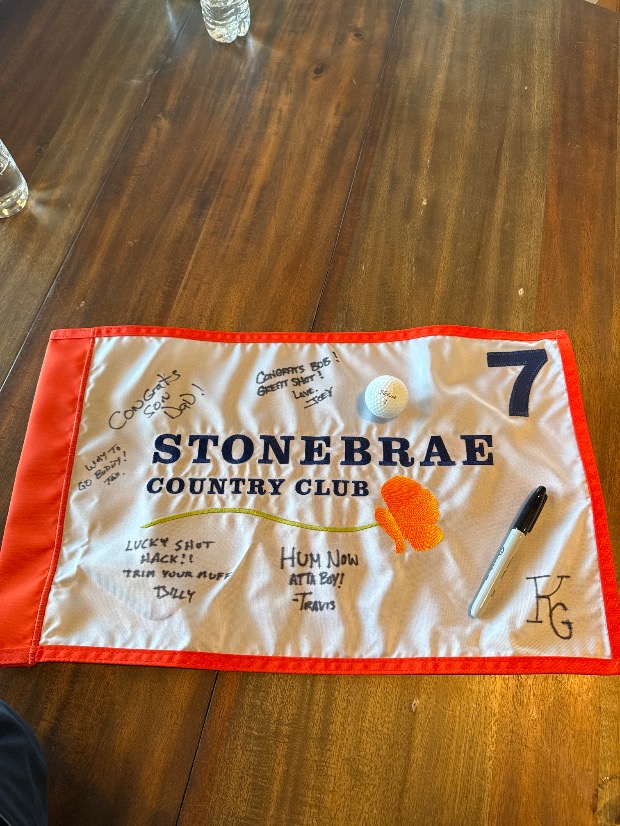 7
CONGRATS
SON
DAD!
CONGRATS BOB!
GREAT SHOT!
LOVE,
JOEY
WAY TO
GO BUDDY!
STONEBRAE
COUNTRY CLUB
LUCKY SHOT
HACK!!
TRIM YOUR MUFF
BILLY
HUM NOW
ATTA BOY!
-TRAVIS
KG